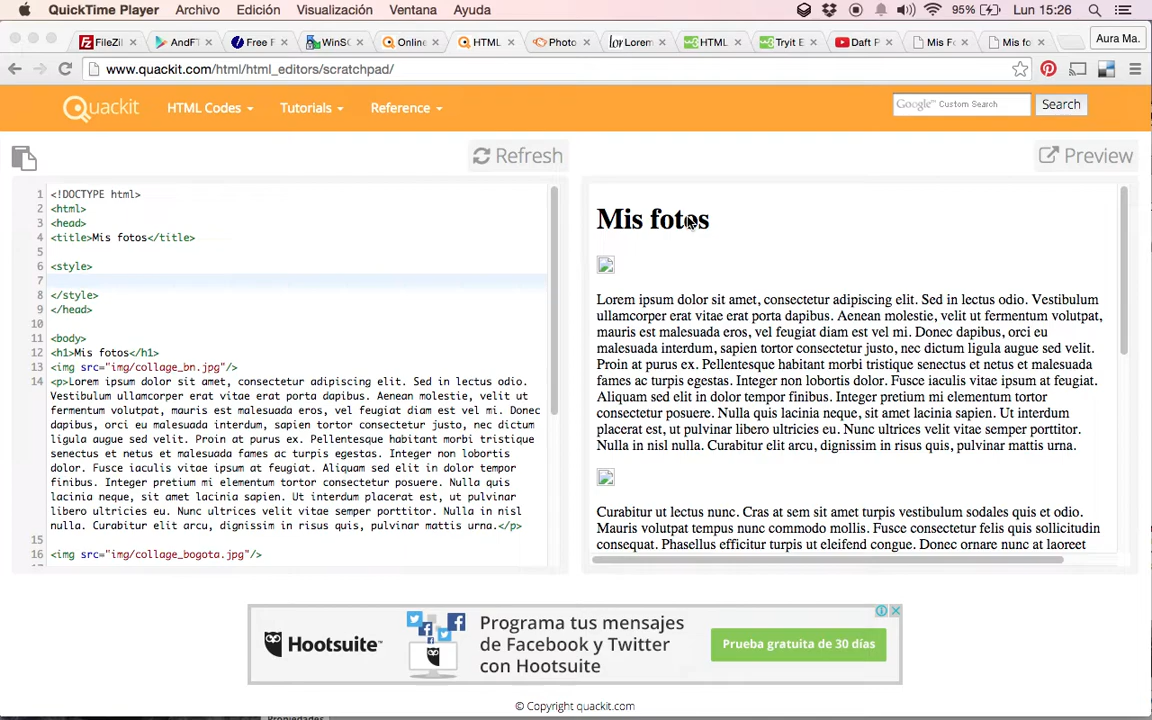 QuickTime Player Archivo Edición Visualización Ventana Ayuda 95% Lun 15:26
FileZil AndFT Free F WinSC Online HTML Photo Lorem HTML Tryit E Daft P Mis F Mis fo Aura Ma.
www.quackit.com/html/html_editors/scratchpad/
Quackit HTML Codes Tutorials Reference Google™ Custom Search Search
Refresh Preview
1 <!DOCTYPE html>
2 <html>
3 <head>
4 <title>Mis fotos</title>
5
6 <style>
7
8 </style>
9 </head>
10
11 <body>
12 <h1>Mis fotos</h1>
13 <img src="img/collage_bn.jpg"/>
14 <p>Lorem ipsum dolor sit amet, consectetur adipiscing elit. Sed in lectus odio.
Vestibulum ullamcorper erat vitae erat porta dapibus. Aenean molestie, velit ut
fermentum volutpat, mauris est malesuada eros, vel feugiat diam est vel mi. Donec
dapibus, orci eu malesuada interdum, sapien tortor consectetur justo, nec dictum
ligula augue sed velit. Proin at purus ex. Pellentesque habitant morbi tristique
senectus et netus et malesuada fames ac turpis egestas. Integer non lobortis
dolor. Fusce iaculis vitae ipsum at feugiat. Aliquam sed elit in dolor tempor
finibus. Integer pretium mi elementum tortor consectetur posuere. Nulla quis
lacinia neque, sit amet lacinia sapien. Ut interdum placerat est, ut pulvinar
libero ultricies eu. Nunc ultrices velit vitae semper porttitor. Nulla in nisl
nulla. Curabitur elit arcu, dignissim in risus quis, pulvinar mattis urna.</p>
15
16 <img src="img/collage_bogota.jpg"/>
Mis fotos
Lorem ipsum dolor sit amet, consectetur adipiscing elit. Sed in lectus odio. Vestibulum
ullamcorper erat vitae erat porta dapibus. Aenean molestie, velit ut fermentum volutpat,
mauris est malesuada eros, vel feugiat diam est vel mi. Donec dapibus, orci eu
malesuada interdum, sapien tortor consectetur justo, nec dictum ligula augue sed velit.
Proin at purus ex. Pellentesque habitant morbi tristique senectus et netus et malesuada
fames ac turpis egestas. Integer non lobortis dolor. Fusce iaculis vitae ipsum at feugiat.
Aliquam sed elit in dolor tempor finibus. Integer pretium mi elementum tortor
consectetur posuere. Nulla quis lacinia neque, sit amet lacinia sapien. Ut interdum
placerat est, ut pulvinar libero ultricies eu. Nunc ultrices velit vitae semper porttitor.
Nulla in nisl nulla. Curabitur elit arcu, dignissim in risus quis, pulvinar mattis urna.
Curabitur ut lectus nunc. Cras at sem sit amet turpis vestibulum sodales quis et odio.
Mauris volutpat tempus nunc commodo mollis. Fusce consectetur felis quis sollicitudin
consequat. Phasellus efficitur turpis ut eleifend congue. Donec ornare nunc at laoreet
Hootsuite™
Programa tus mensajes
de Facebook y Twitter
con Hootsuite
Prueba gratuita de 30 días
© Copyright quackit.com